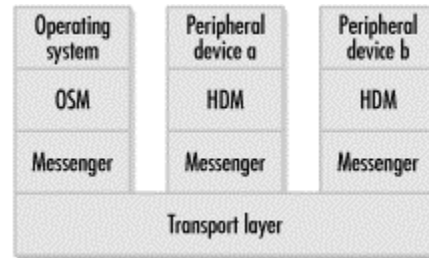 Operating
system
Peripheral
device a
Peripheral
device b
OSM
HDM
HDM
Messenger
Messenger
Messenger
Transport layer